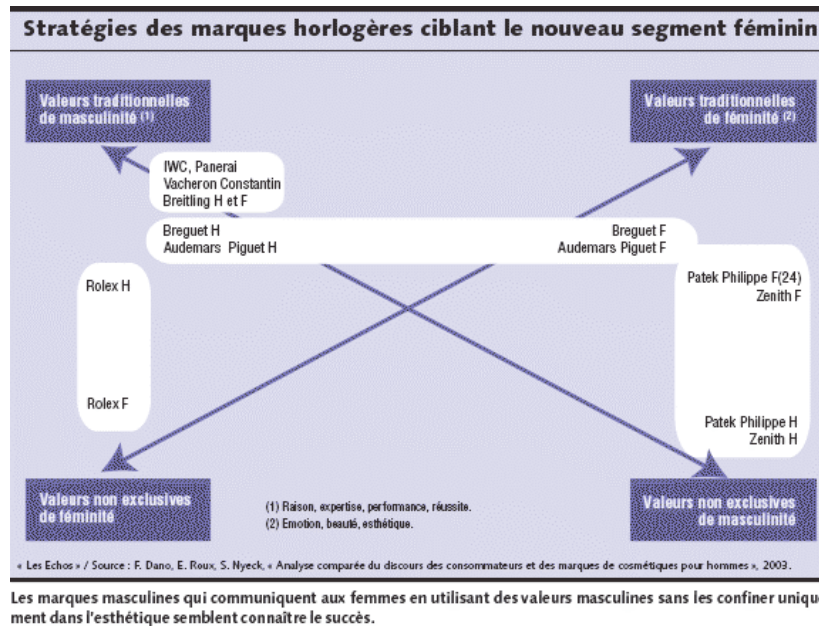 Stratégies des marques horlogères ciblant le nouveau segment féminin
Valeurs traditionnelles
de masculinité (1)
Valeurs traditionnelles
de féminité (2)
IWC, Panerai
Vacheron Constantin
Breitling H et F
Breguet H
Audemars Piguet H
Breguet F
Audemars Piguet F
Rolex H
Patek Philippe F(24)
Zenith F
Rolex F
Patek Philippe H
Zenith H
Valeurs non exclusives
de féminité
(1) Raison, expertise, performance, réussite.
(2) Emotion, beauté, esthétique.
Valeurs non exclusives
de masculinité
« Les Echos » / Source : F. Dano, E. Roux, S. Nyeck, « Analyse comparée du discours des consommateurs et des marques de cosmétiques pour hommes », 2003.
Les marques masculines qui communiquent aux femmes en utilisant des valeurs masculines sans les confiner unique
ment dans l'esthétique semblent connaître le succès.